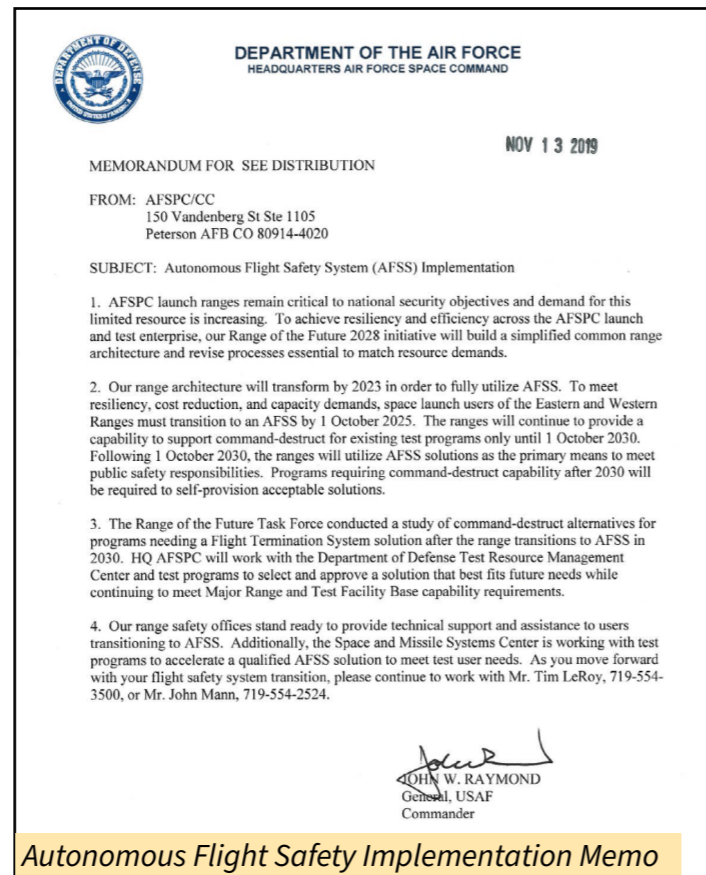 DEPARTMENT OF DEFENSE
UNITED STATES OF AMERICA
DEPARTMENT OF THE AIR FORCE
HEADQUARTERS AIR FORCE SPACE COMMAND
NOV 13 2019
MEMORANDUM FOR SEE DISTRIBUTION
FROM: AFSPC/CC
150 Vandenberg St Ste 1105
Peterson AFB CO 80914-4020
SUBJECT: Autonomous Flight Safety System (AFSS) Implementation
1. AFSPC launch ranges remain critical to national security objectives and demand for this
limited resource is increasing. To achieve resiliency and efficiency across the AFSPC launch
and test enterprise, our Range of the Future 2028 initiative will build a simplified common range
architecture and revise processes essential to match resource demands.
2. Our range architecture will transform by 2023 in order to fully utilize AFSS. To meet
resiliency, cost reduction, and capacity demands, space launch users of the Eastern and Western
Ranges must transition to an AFSS by 1 October 2025. The ranges will continue to provide a
capability to support command-destruct for existing test programs only until 1 October 2030.
Following 1 October 2030, the ranges will utilize AFSS solutions as the primary means to meet
public safety responsibilities. Programs requiring command-destruct capability after 2030 will
be required to self-provision acceptable solutions.
3. The Range of the Future Task Force conducted a study of command-destruct alternatives for
programs needing a Flight Termination System solution after the range transitions to AFSS in
2030. HQ AFSPC will work with the Department of Defense Test Resource Management
Center and test programs to select and approve a solution that best fits future needs while
continuing to meet Major Range and Test Facility Base capability requirements.
4. Our range safety offices stand ready to provide technical support and assistance to users
transitioning to AFSS. Additionally, the Space and Missile Systems Center is working with test
programs to accelerate a qualified AFSS solution to meet test user needs. As you move forward
with your flight safety system transition, please continue to work with Mr. Tim LeRoy, 719-554-
3500, or Mr. John Mann, 719-554-2524.
JOHN W. RAYMOND
General, USAF
Commander
Autonomous Flight Safety Implementation Memo